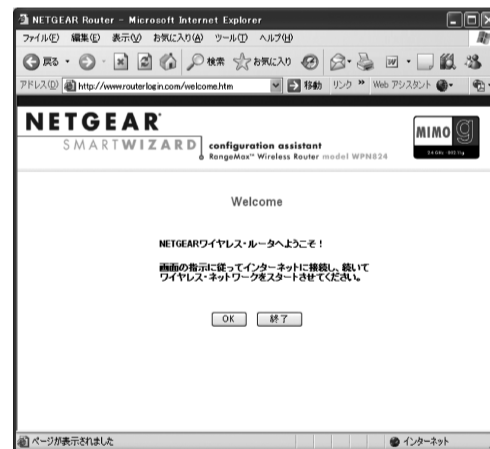 NETGEAR Router - Microsoft Internet Explorer
ファイル(F) 編集(E) 表示(V) お気に入り(A) ツール(T) ヘルプ(H)
戻る 検索 お気に入り
アドレス(D) http://www.routerlogin.com/welcome.htm 移動 リンク » Web アシスタント
NETGEAR
SMARTWIZARD configuration assistant
RangeMax™ Wireless Router model WPN824
MIMO G
2.4 GHz · 802.11g
Welcome
NETGEARワイヤレス・ルータへようこそ！
画面の指示に従ってインターネットに接続し、続いて
ワイヤレス・ネットワークをスタートさせてください。
OK 終了
ページが表示されました インターネット